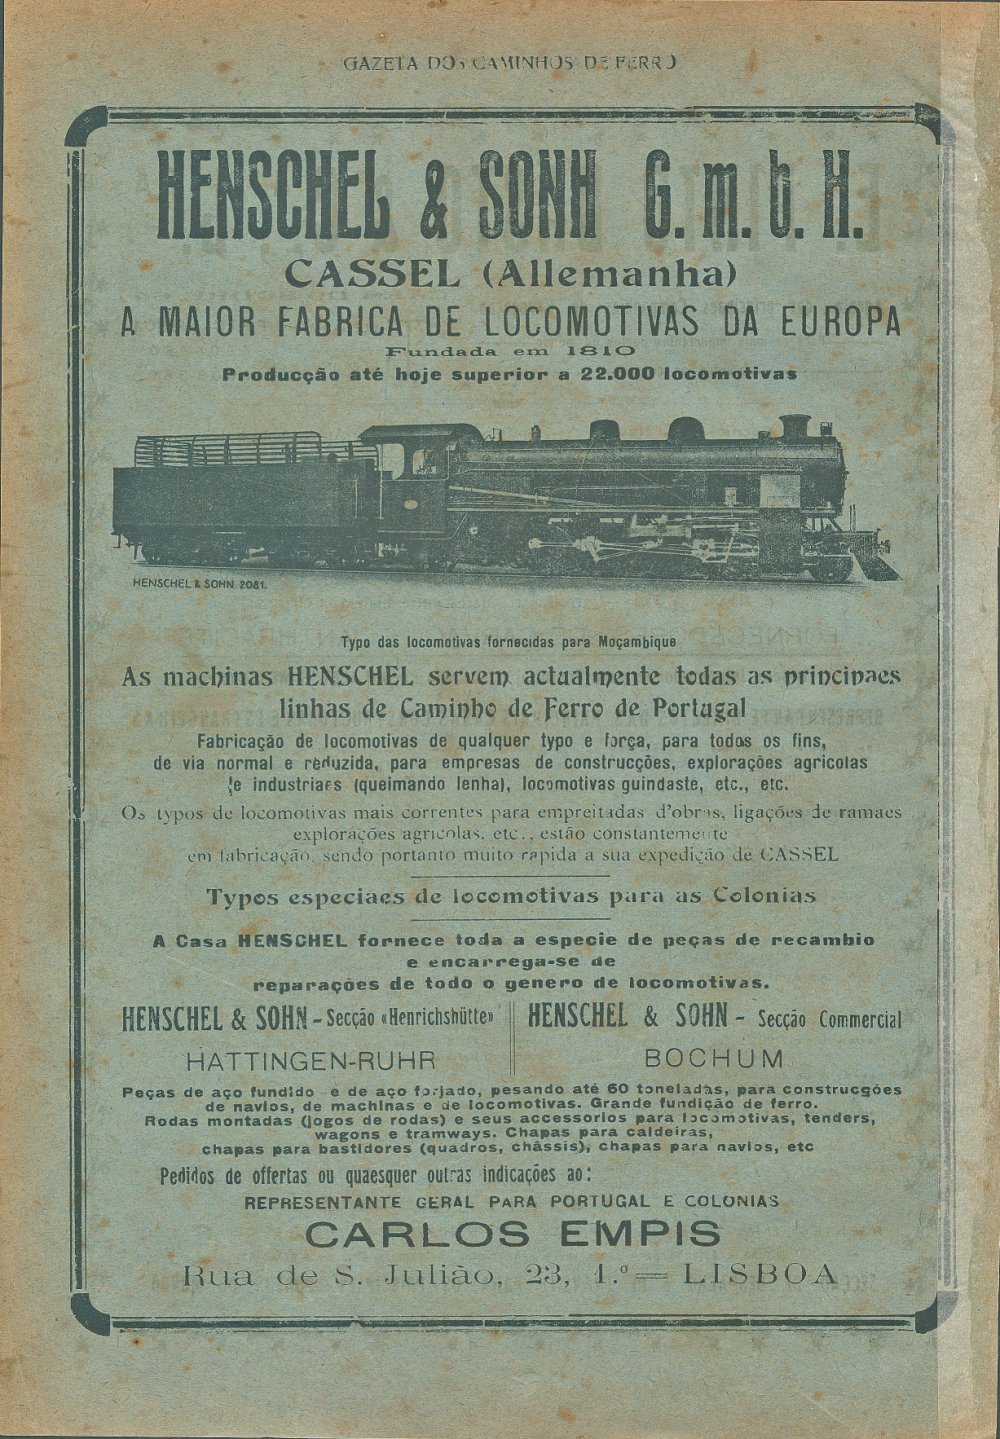 GAZETA DOS CAMINHOS DE FERRO
HENSCHEL & SONH G. m. b. H.
CASSEL (Allemanha)
A MAIOR FABRICA DE LOCOMOTIVAS DA EUROPA
Fundada em 1810
Producção até hoje superior a 22.000 locomotivas
HENSCHEL & SOHN 2081.
Typo das locomotivas fornecidas para Moçambique
As machinas HENSCHEL servem actualmente todas as principaes
linhas de Caminho de Ferro de Portugal
Fabricação de locomotivas de qualquer typo e força, para todos os fins,
de via normal e reduzida, para empresas de construcções, explorações agricolas
e industriaes (queimando lenha), locomotivas guindaste, etc., etc.
Os typos de locomotivas mais correntes para empreitadas d'obras, ligações de ramaes
explorações agricolas, etc., estão constantemente
em fabricação, sendo portanto muito rapida a sua expedição de CASSEL
Typos especiaes de locomotivas para as Colonias
A Casa HENSCHEL fornece toda a especie de peças de recambio
e encarrega-se de
reparações de todo o genero de locomotivas.
HENSCHEL & SOHN - Secção «Henrichshütte»
HATTINGEN-RUHR
HENSCHEL & SOHN - Secção Commercial
BOCHUM
Peças de aço fundido e de aço forjado, pesando até 60 toneladas, para construcções
de navios, de machinas e de locomotivas. Grande fundição de ferro.
Rodas montadas (jogos de rodas) e seus accessorios para locomotivas, tenders,
wagons e tramways. Chapas para caldeiras,
chapas para bastidores (quadros, châssis), chapas para navios, etc
Pedidos de offertas ou quaesquer outras indicações ao:
REPRESENTANTE GERAL PARA PORTUGAL E COLONIAS
CARLOS EMPIS
Rua de S. Julião, 23, 1.º = LISBOA